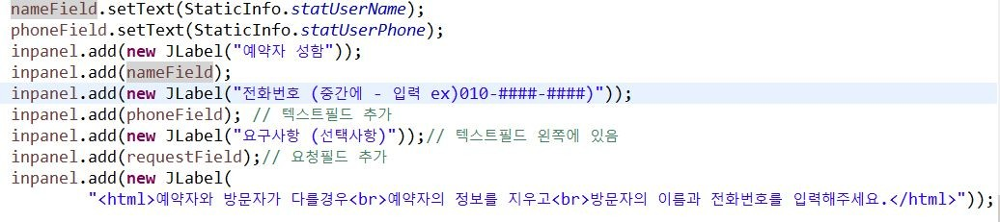 nameField.setText(StaticInfo.statUserName);
phoneField.setText(StaticInfo.statUserPhone);
inpanel.add(new JLabel("예약자 성함"));
inpanel.add(nameField);
inpanel.add(new JLabel("전화번호 (중간에 - 입력 ex)010-####-####)"));
inpanel.add(phoneField); // 텍스트필드 추가
inpanel.add(new JLabel("요구사항 (선택사항)"));// 텍스트필드 왼쪽에 있음
inpanel.add(requestField);// 요청필드 추가
inpanel.add(new JLabel(
"<html>예약자와 방문자가 다를경우<br>예약자의 정보를 지우고<br>방문자의 이름과 전화번호를 입력해주세요.</html>"));